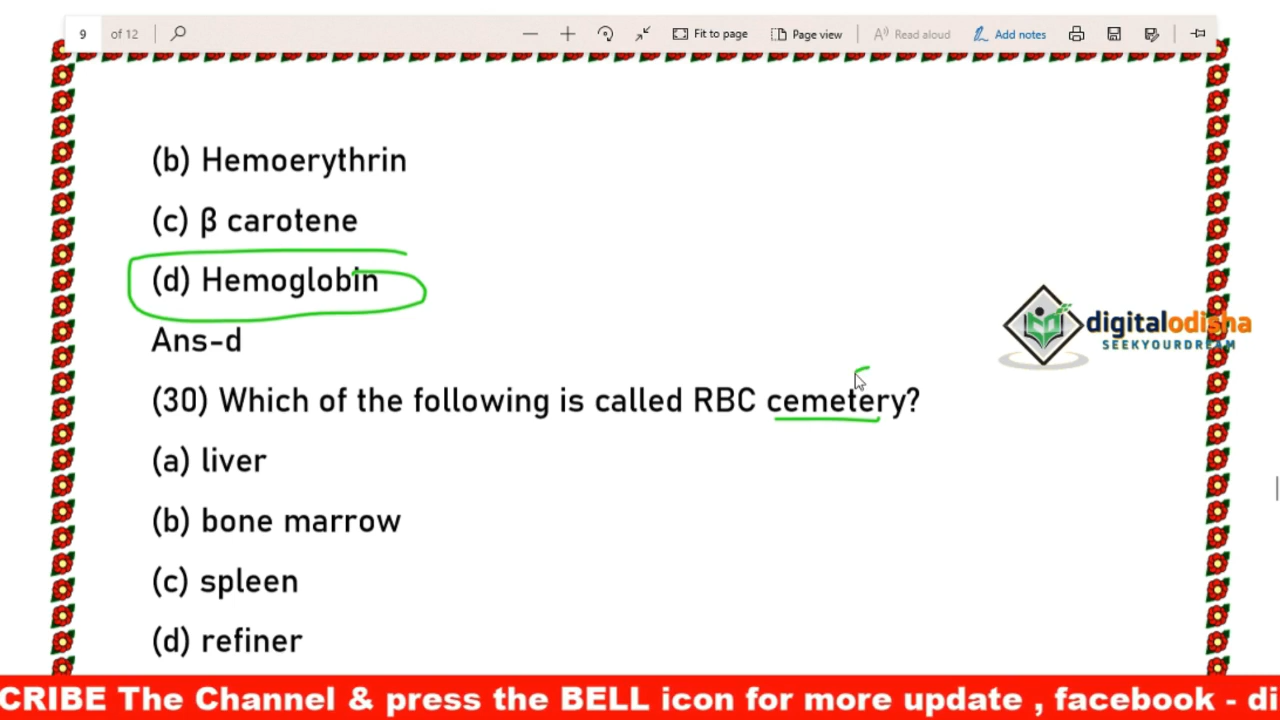 9 of 12 Fit to page Page view Read aloud Add notes
(b) Hemoerythrin
(c) β carotene
(d) Hemoglobin
Ans-d
digitalodisha
SEEKYOURDREAM
(30) Which of the following is called RBC cemetery?
(a) liver
(b) bone marrow
(c) spleen
(d) refiner
CRIBE The Channel & press the BELL icon for more update , facebook - di